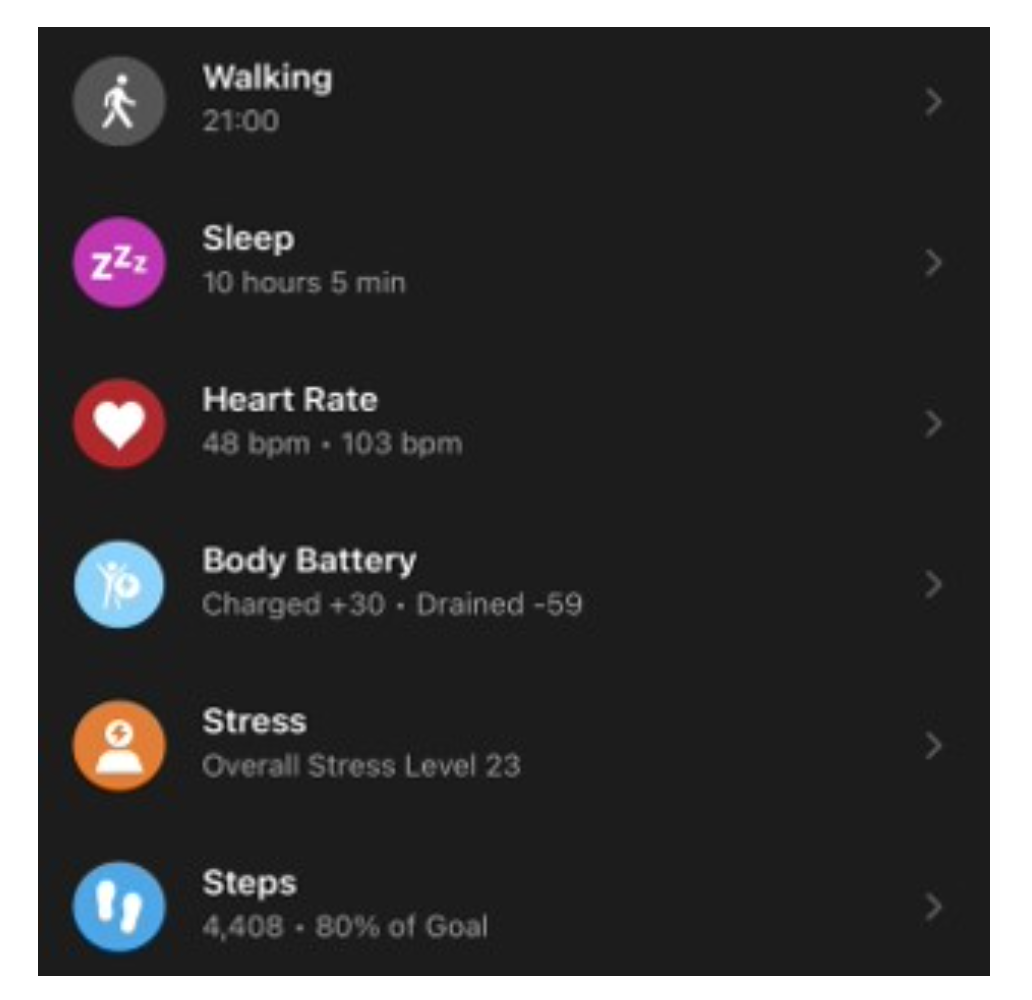 Walking
21:00
zZz
Sleep
10 hours 5 min
Heart Rate
48 bpm • 103 bpm
Body Battery
Charged +30 • Drained -59
Stress
Overall Stress Level 23
Steps
4,408 • 80% of Goal